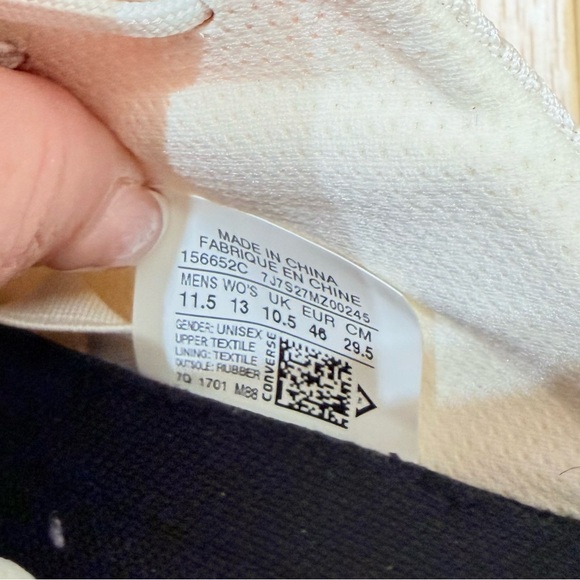 MADE IN CHINA
FABRIQUE EN CHINE
156652C 7J7S27MZ00245
MENS WO'S UK EUR CM
11.5 13 10.5 46 29.5
GENDER: UNISEX
UPPER: TEXTILE
LINING: TEXTILE
OUTSOLE: RUBBER
7Q 1701 M88
CONVERSE